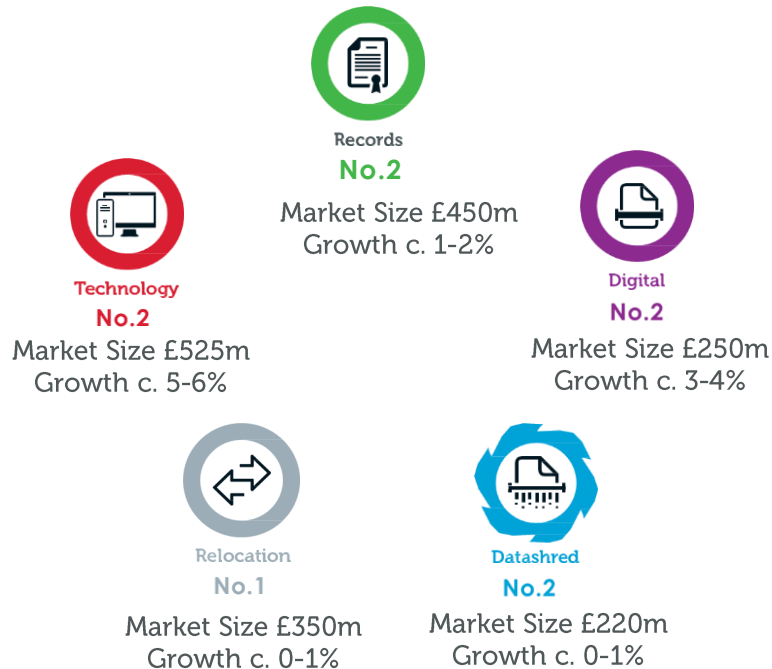 Records
No.2
Market Size £450m
Growth c. 1-2%
Technology
No.2
Market Size £525m
Growth c. 5-6%
Digital
No.2
Market Size £250m
Growth c. 3-4%
Relocation
No.1
Market Size £350m
Growth c. 0-1%
Datashred
No.2
Market Size £220m
Growth c. 0-1%